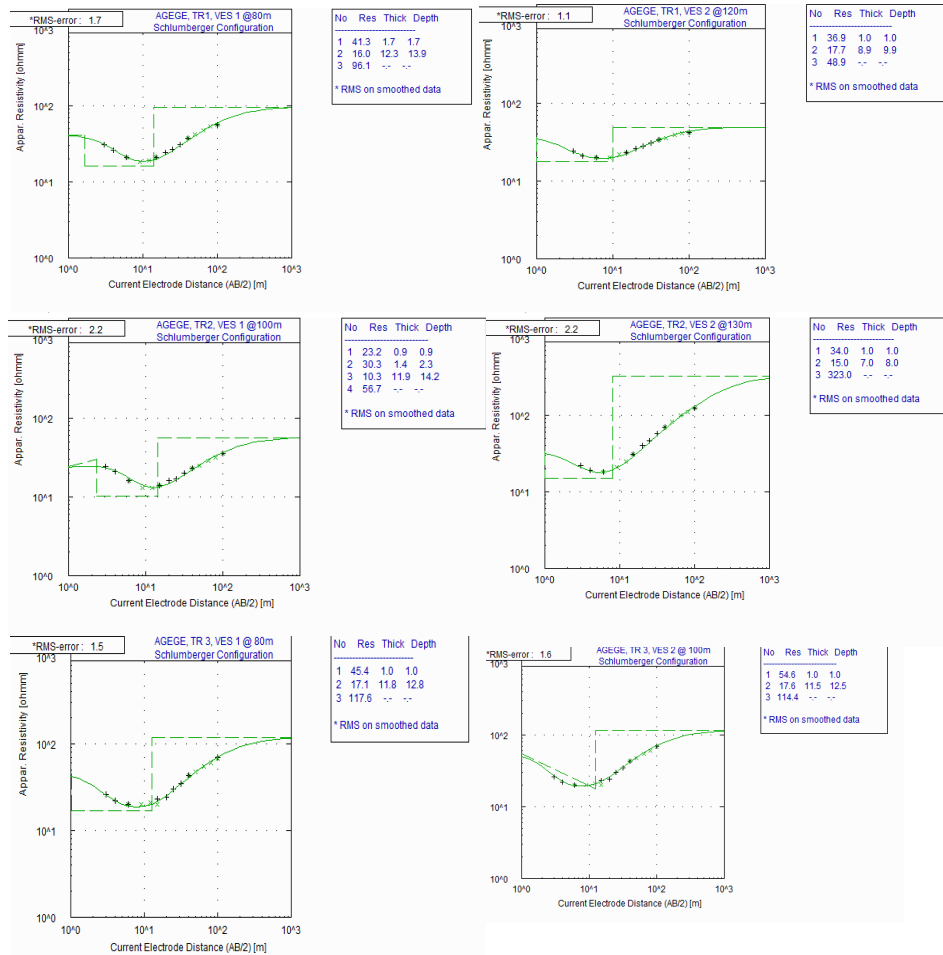 *RMS-error : 1.7
AGEGE, TR1, VES 1 @80m
Schlumberger Configuration
Appar. Resistivity [ohmm]
10^3
10^2
10^1
10^0
10^0 10^1 10^2 10^3
Current Electrode Distance (AB/2) [m]
No Res Thick Depth
1 41.3 1.7 1.7
2 16.0 12.3 13.9
3 96.1 -.- -.-
* RMS on smoothed data
*RMS-error : 1.1
AGEGE, TR1, VES 2 @120m
Schlumberger Configuration
Appar. Resistivity [ohmm]
10^3
10^2
10^1
10^0
10^0 10^1 10^2 10^3
Current Electrode Distance (AB/2) [m]
No Res Thick Depth
1 36.9 1.0 1.0
2 17.7 8.9 9.9
3 48.9 -.- -.-
* RMS on smoothed data
*RMS-error : 2.2
AGEGE, TR2, VES 1 @100m
Schlumberger Configuration
Appar. Resistivity [ohmm]
10^3
10^2
10^1
10^0
10^0 10^1 10^2 10^3
Current Electrode Distance (AB/2) [m]
No Res Thick Depth
1 23.2 0.9 0.9
2 30.3 1.4 2.3
3 10.3 11.9 14.2
4 56.7 -.- -.-
* RMS on smoothed data
*RMS-error : 2.2
AGEGE, TR2, VES 2 @130m
Schlumberger Configuration
Appar. Resistivity [ohmm]
10^3
10^2
10^1
10^0
10^0 10^1 10^2 10^3
Current Electrode Distance (AB/2) [m]
No Res Thick Depth
1 34.0 1.0 1.0
2 15.0 7.0 8.0
3 323.0 -.- -.-
* RMS on smoothed data
*RMS-error : 1.5
AGEGE, TR 3, VES 1 @ 80m
Schlumberger Configuration
Appar. Resistivity [ohmm]
10^3
10^2
10^1
10^0
10^0 10^1 10^2 10^3
Current Electrode Distance (AB/2) [m]
No Res Thick Depth
1 45.4 1.0 1.0
2 17.1 11.8 12.8
3 117.6 -.- -.-
* RMS on smoothed data
*RMS-error : 1.6
AGEGE, TR 3, VES 2 @ 100m
Schlumberger Configuration
Appar. Resistivity [ohmm]
10^3
10^2
10^1
10^0
10^0 10^1 10^2 10^3
Current Electrode Distance (AB/2) [m]
No Res Thick Depth
1 54.6 1.0 1.0
2 17.6 11.5 12.5
3 114.4 -.- -.-
* RMS on smoothed data